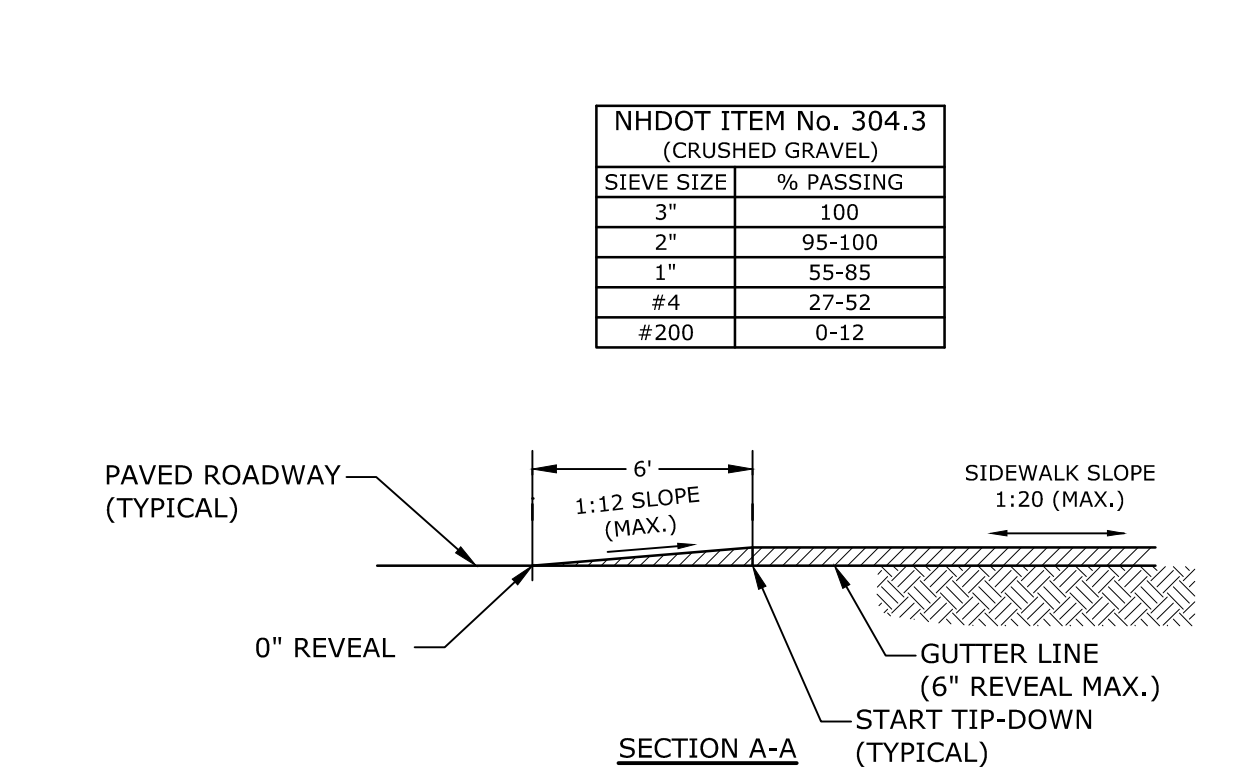 NHDOT ITEM No. 304.3
(CRUSHED GRAVEL)
SIEVE SIZE % PASSING
3" 100
2" 95-100
1" 55-85
#4 27-52
#200 0-12
PAVED ROADWAY
(TYPICAL)
6'
1:12 SLOPE
(MAX.)
SIDEWALK SLOPE
1:20 (MAX.)
0" REVEAL
GUTTER LINE
(6" REVEAL MAX.)
START TIP-DOWN
(TYPICAL)
SECTION A-A